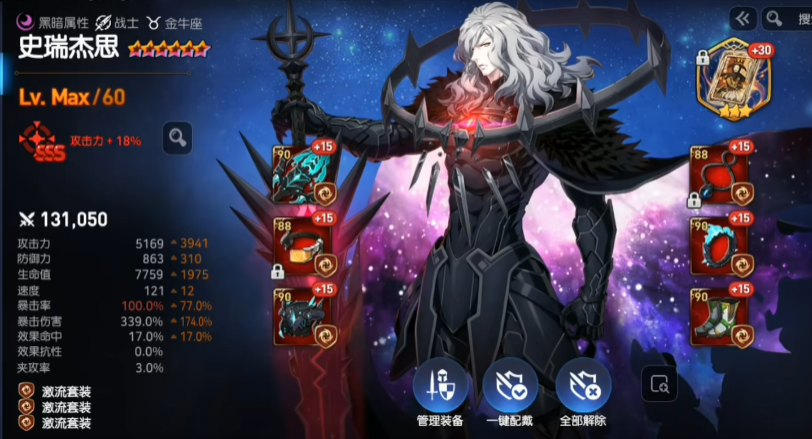 黑暗属性 战士 金牛座
史瑞杰思
Lv. Max/60
SSS 攻击力 + 18%
131,050
攻击力 5169 3941
防御力 863 310
生命值 7759 1975
速度 121 12
暴击率 100.0% 77.0%
暴击伤害 339.0% 174.0%
效果命中 17.0% 17.0%
效果抗性 0.0%
夹攻率 3.0%
激流套装
激流套装
激流套装
90 +15
88 +15
90 +15
搜
+30
88 +15
90 +15
90 +15
管理装备 一键配戴 全部解除